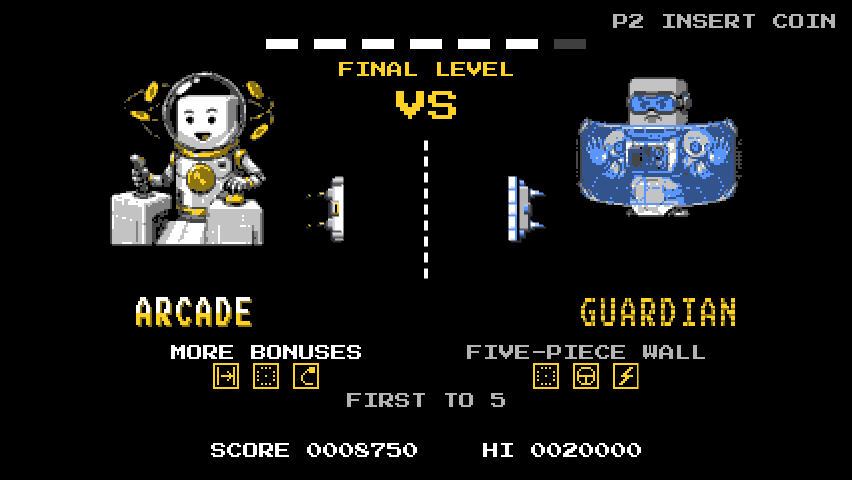 P2 INSERT COIN
FINAL LEVEL
VS
ARCADE
GUARDIAN
MORE BONUSES
FIVE-PIECE WALL
FIRST TO 5
SCORE 0008750
HI 0020000